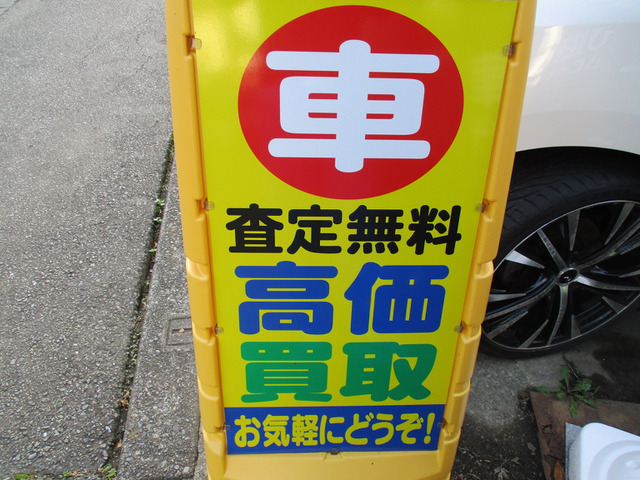 車
査定無料
高価
買取
お気軽にどうぞ!